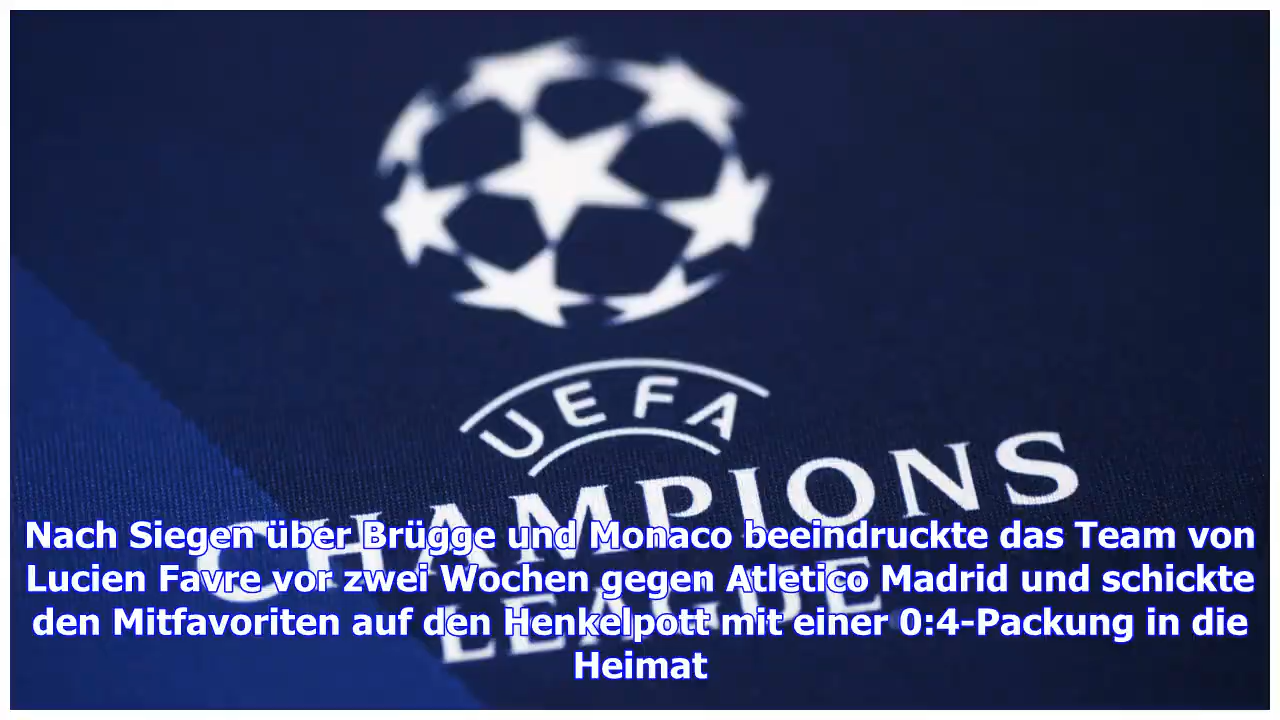 UEFA
CHAMPIONS
LEAGUE
Nach Siegen über Brügge und Monaco beeindruckte das Team von
Lucien Favre vor zwei Wochen gegen Atletico Madrid und schickte
den Mitfavoriten auf den Henkelpott mit einer 0:4-Packung in die
Heimat